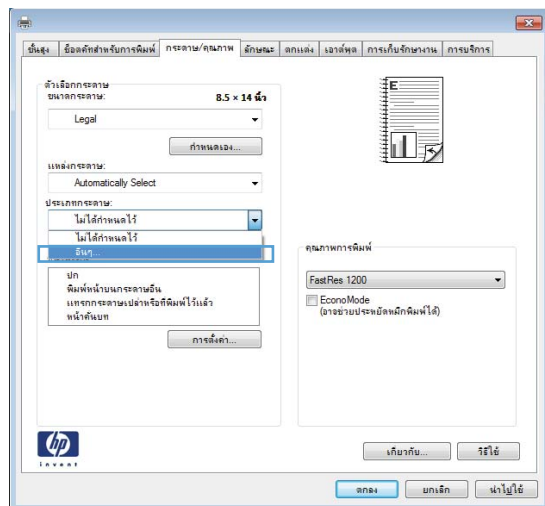 ขั้นสูง ช็อตคัทสำหรับการพิมพ์ กระดาษ/คุณภาพ ลักษณะ ตกแต่ง เอาต์พุต การเก็บรักษางาน การบริการ
ตัวเลือกกระดาษ
ขนาดกระดาษ: 8.5 × 14 นิ้ว
Legal
กำหนดเอง...
แหล่งกระดาษ:
Automatically Select
ประเภทกระดาษ:
ไม่ได้กำหนดไว้
ไม่ได้กำหนดไว้
อื่นๆ...
ปก
พิมพ์หน้าบนกระดาษอื่น
แทรกกระดาษเปล่าหรือที่พิมพ์ไว้แล้ว
หน้าคั่นบท
การตั้งค่า...
E
คุณภาพการพิมพ์
FastRes 1200
EconoMode
(อาจช่วยประหยัดหมึกพิมพ์ได้)
hp
invent
เกี่ยวกับ... วิธีใช้
ตกลง ยกเลิก นำไปใช้